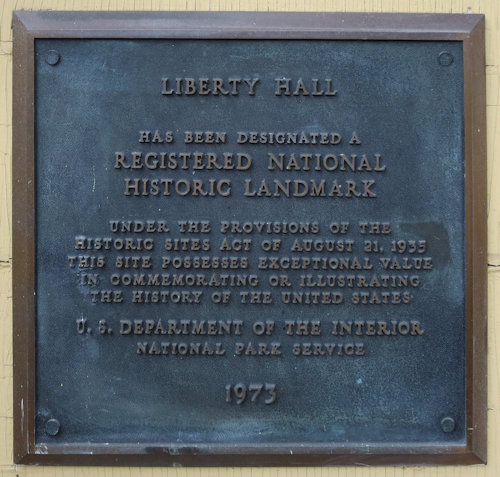 LIBERTY HALL
HAS BEEN DESIGNATED A
REGISTERED NATIONAL
HISTORIC LANDMARK
UNDER THE PROVISIONS OF THE
HISTORIC SITES ACT OF AUGUST 21, 1935
THIS SITE POSSESSES EXCEPTIONAL VALUE
IN COMMEMORATING OR ILLUSTRATING
THE HISTORY OF THE UNITED STATES
U. S. DEPARTMENT OF THE INTERIOR
NATIONAL PARK SERVICE
1973